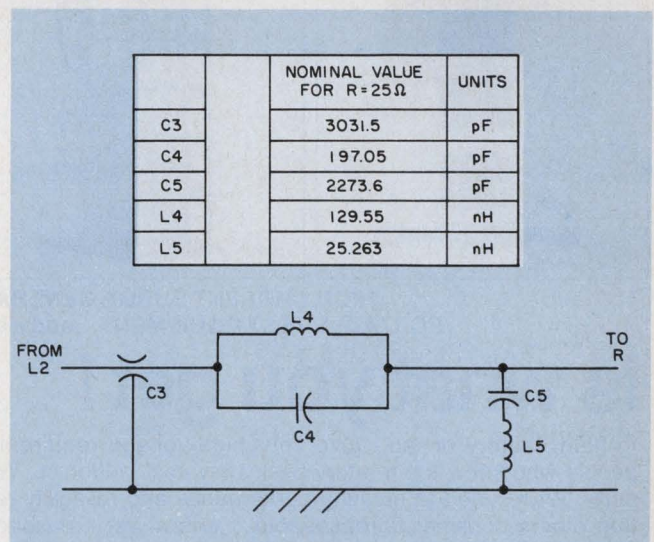 NOMINAL VALUE
FOR R=25Ω
UNITS
C3 3031.5 pF
C4 197.05 pF
C5 2273.6 pF
L4 129.55 nH
L5 25.263 nH
L4
FROM
L2
TO
R
C3
C4
C5
L5